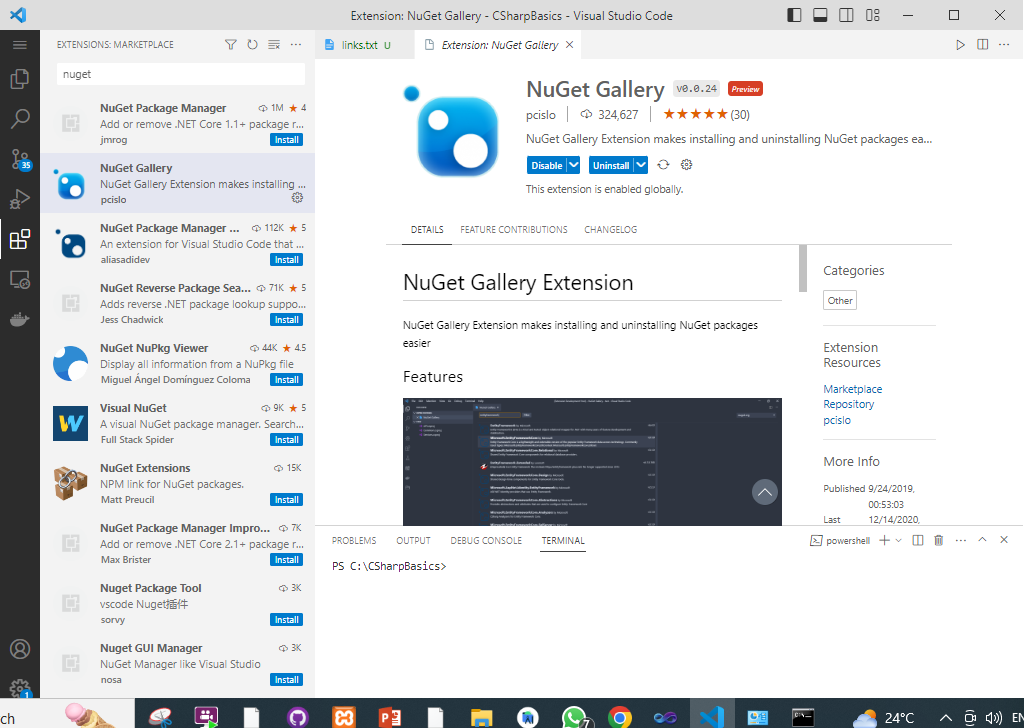 Extension: NuGet Gallery - CSharpBasics - Visual Studio Code
EXTENSIONS: MARKETPLACE
links.txt U
Extension: NuGet Gallery
nuget
NuGet Package Manager 1M 4
Add or remove .NET Core 1.1+ package r...
jmrog Install
NuGet Gallery
NuGet Gallery Extension makes installing ...
pcislo
NuGet Package Manager ... 112K 5
An extension for Visual Studio Code that ...
aliasadidev Install
NuGet Reverse Package Sea... 71K 5
Adds reverse .NET package lookup suppo...
Jess Chadwick Install
NuGet NuPkg Viewer 44K 4.5
Display all information from a NuPkg file
Miguel Ángel Domínguez Coloma Install
Visual NuGet 9K 5
A visual NuGet package manager. Search...
Full Stack Spider Install
NuGet Extensions 15K
NPM link for NuGet packages.
Matt Preucil Install
NuGet Package Manager Impro... 7K
Add or remove .NET Core 2.1+ package r...
Max Brister Install
Nuget Package Tool 3K
vscode Nuget插件
sorvy Install
Nuget GUI Manager 3K
NuGet Manager like Visual Studio
nosa Install
35
1
NuGet Gallery v0.0.24 Preview
pcislo 324,627 (30)
NuGet Gallery Extension makes installing and uninstalling NuGet packages ea...
Disable Uninstall
This extension is enabled globally.
DETAILS FEATURE CONTRIBUTIONS CHANGELOG
NuGet Gallery Extension
NuGet Gallery Extension makes installing and uninstalling NuGet packages
easier
Features
Categories
Other
Extension
Resources
Marketplace
Repository
pcislo
More Info
Published 9/24/2019,
00:53:03
Last 12/14/2020,
PROBLEMS OUTPUT DEBUG CONSOLE TERMINAL
powershell
PS C:\CSharpBasics>
ch
7
24°C
EN